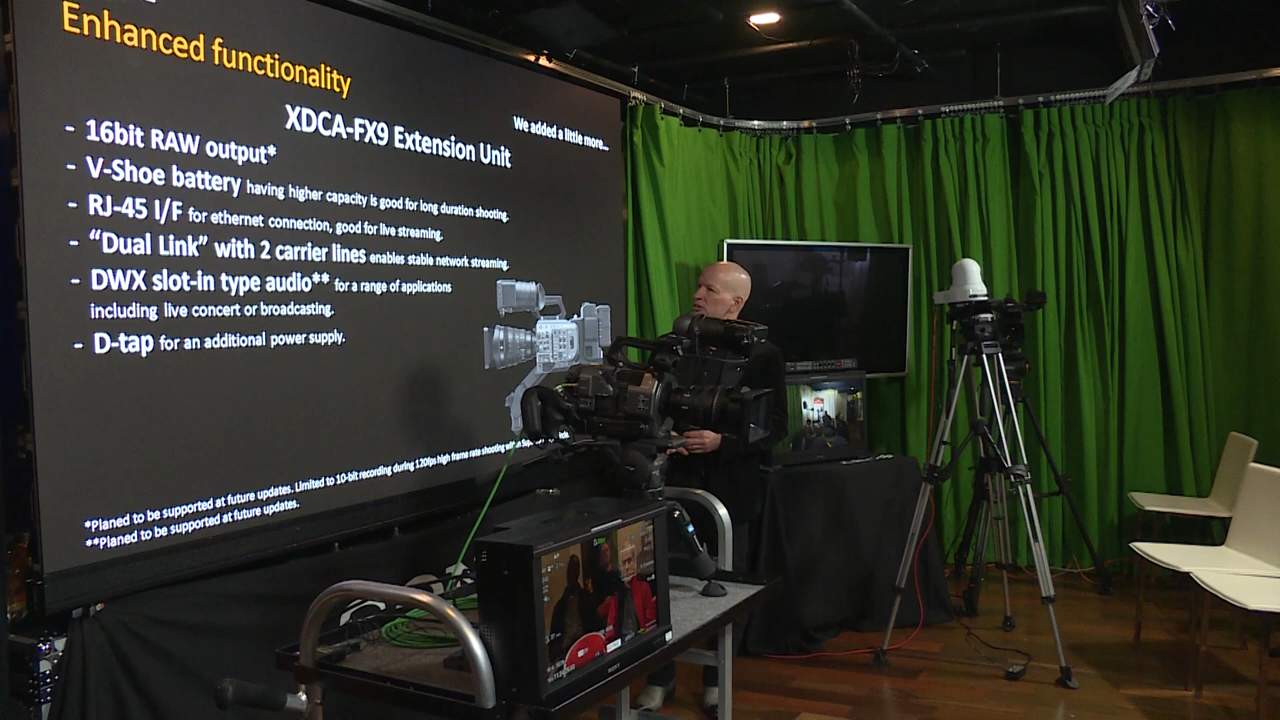 Enhanced functionality
XDCA-FX9 Extension Unit
We added a little more...
- 16bit RAW output*
- V-Shoe battery having higher capacity is good for long duration shooting.
- RJ-45 I/F for ethernet connection, good for live streaming.
- “Dual Link” with 2 carrier lines enables stable network streaming.
- DWX slot-in type audio** for a range of applications
including live concert or broadcasting.
- D-tap for an additional power supply.
*Planed to be supported at future updates. Limited to 10-bit recording during 120fps high frame rate shooting
**Planed to be supported at future updates.
SONY